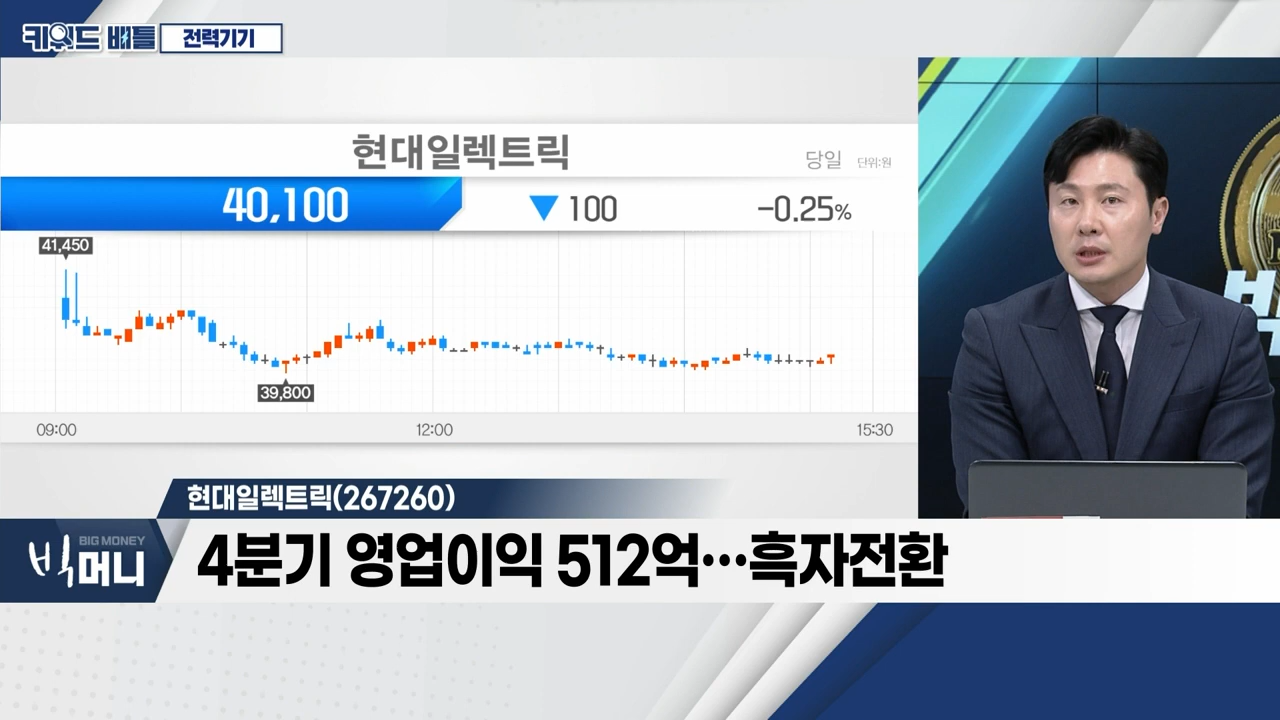 키워드 배틀 전력기기
현대일렉트릭
당일 단위:원
40,100 ▼ 100 -0.25%
41,450
39,800
09:00 12:00 15:30
현대일렉트릭(267260)
BIG MONEY
빅머니
4분기 영업이익 512억…흑자전환